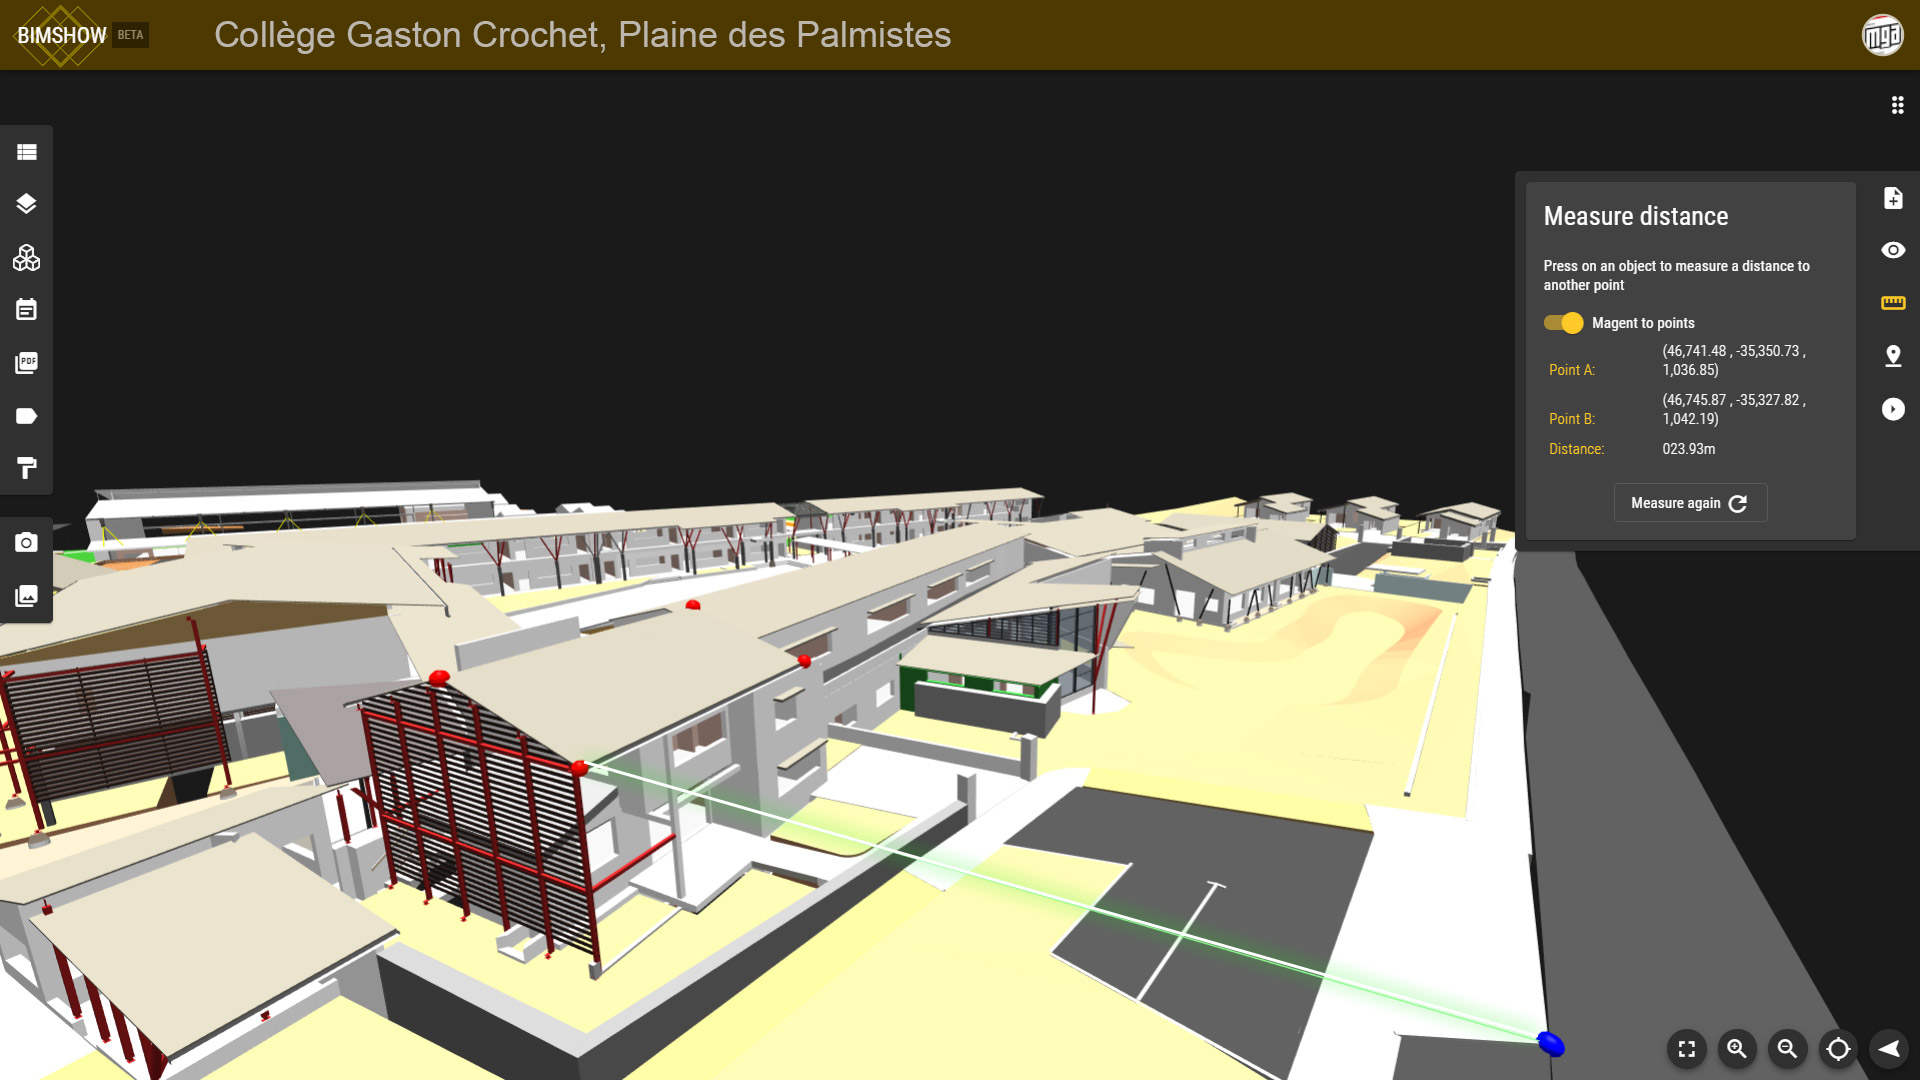 BIMSHOW BETA Collège Gaston Crochet, Plaine des Palmistes mga
Measure distance
Press on an object to measure a distance to
another point
Magent to points
Point A: (46,741.48 , -35,350.73 ,
1,036.85)
Point B: (46,745.87 , -35,327.82 ,
1,042.19)
Distance: 023.93m
Measure again
PDF